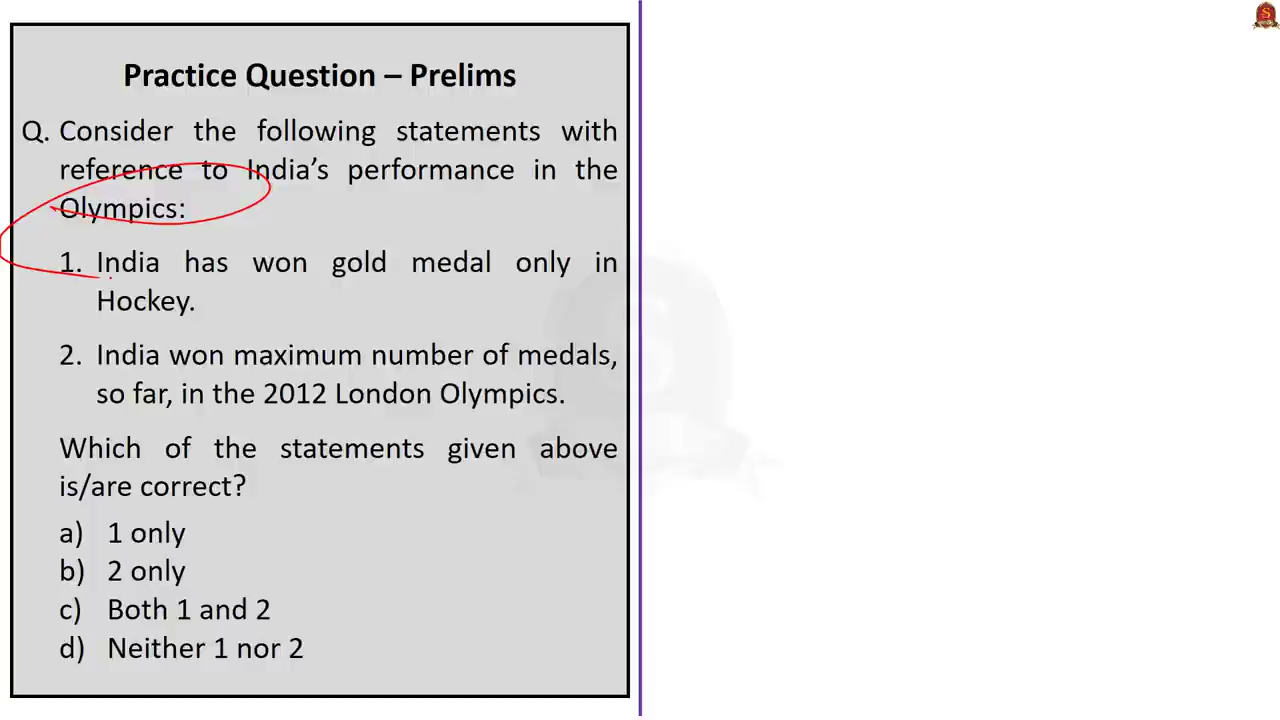 Practice Question – Prelims
Q. Consider the following statements with
reference to India’s performance in the
Olympics:
1. India has won gold medal only in
Hockey.
2. India won maximum number of medals,
so far, in the 2012 London Olympics.
Which of the statements given above
is/are correct?
a) 1 only
b) 2 only
c) Both 1 and 2
d) Neither 1 nor 2